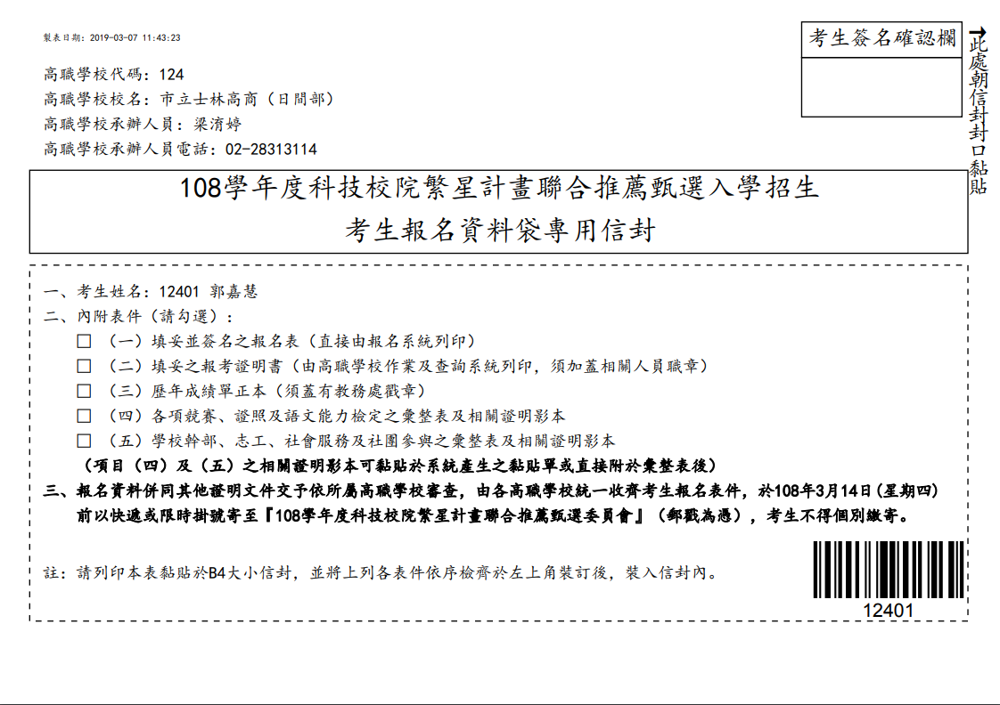 製表日期：2019-03-07 11:43:23
考生簽名確認欄
➞此處朝信封封口黏貼
高職學校代碼：124
高職學校校名：市立士林高商（日間部）
高職學校承辦人員：梁淯婷
高職學校承辦人員電話：02-28313114
108學年度科技校院繁星計畫聯合推薦甄選入學招生
考生報名資料袋專用信封
一、考生姓名：12401 郭嘉慧
二、內附表件（請勾選）：
□ （一）填妥並簽名之報名表（直接由報名系統列印）
□ （二）填妥之報考證明書（由高職學校作業及查詢系統列印，須加蓋相關人員職章）
□ （三）歷年成績單正本（須蓋有教務處戳章）
□ （四）各項競賽、證照及語文能力檢定之彙整表及相關證明影本
□ （五）學校幹部、志工、社會服務及社團參與之彙整表及相關證明影本
（項目（四）及（五）之相關證明影本可黏貼於系統產生之黏貼單或直接附於彙整表後）
三、報名資料併同其他證明文件交予依所屬高職學校審查，由各高職學校統一收齊考生報名表件，於108年3月14日(星期四)
前以快遞或限時掛號寄至『108學年度科技校院繁星計畫聯合推薦甄選委員會』（郵戳為憑），考生不得個別繳寄。
註：請列印本表黏貼於B4大小信封，並將上列各表件依序檢齊於左上角裝訂後，裝入信封內。
12401